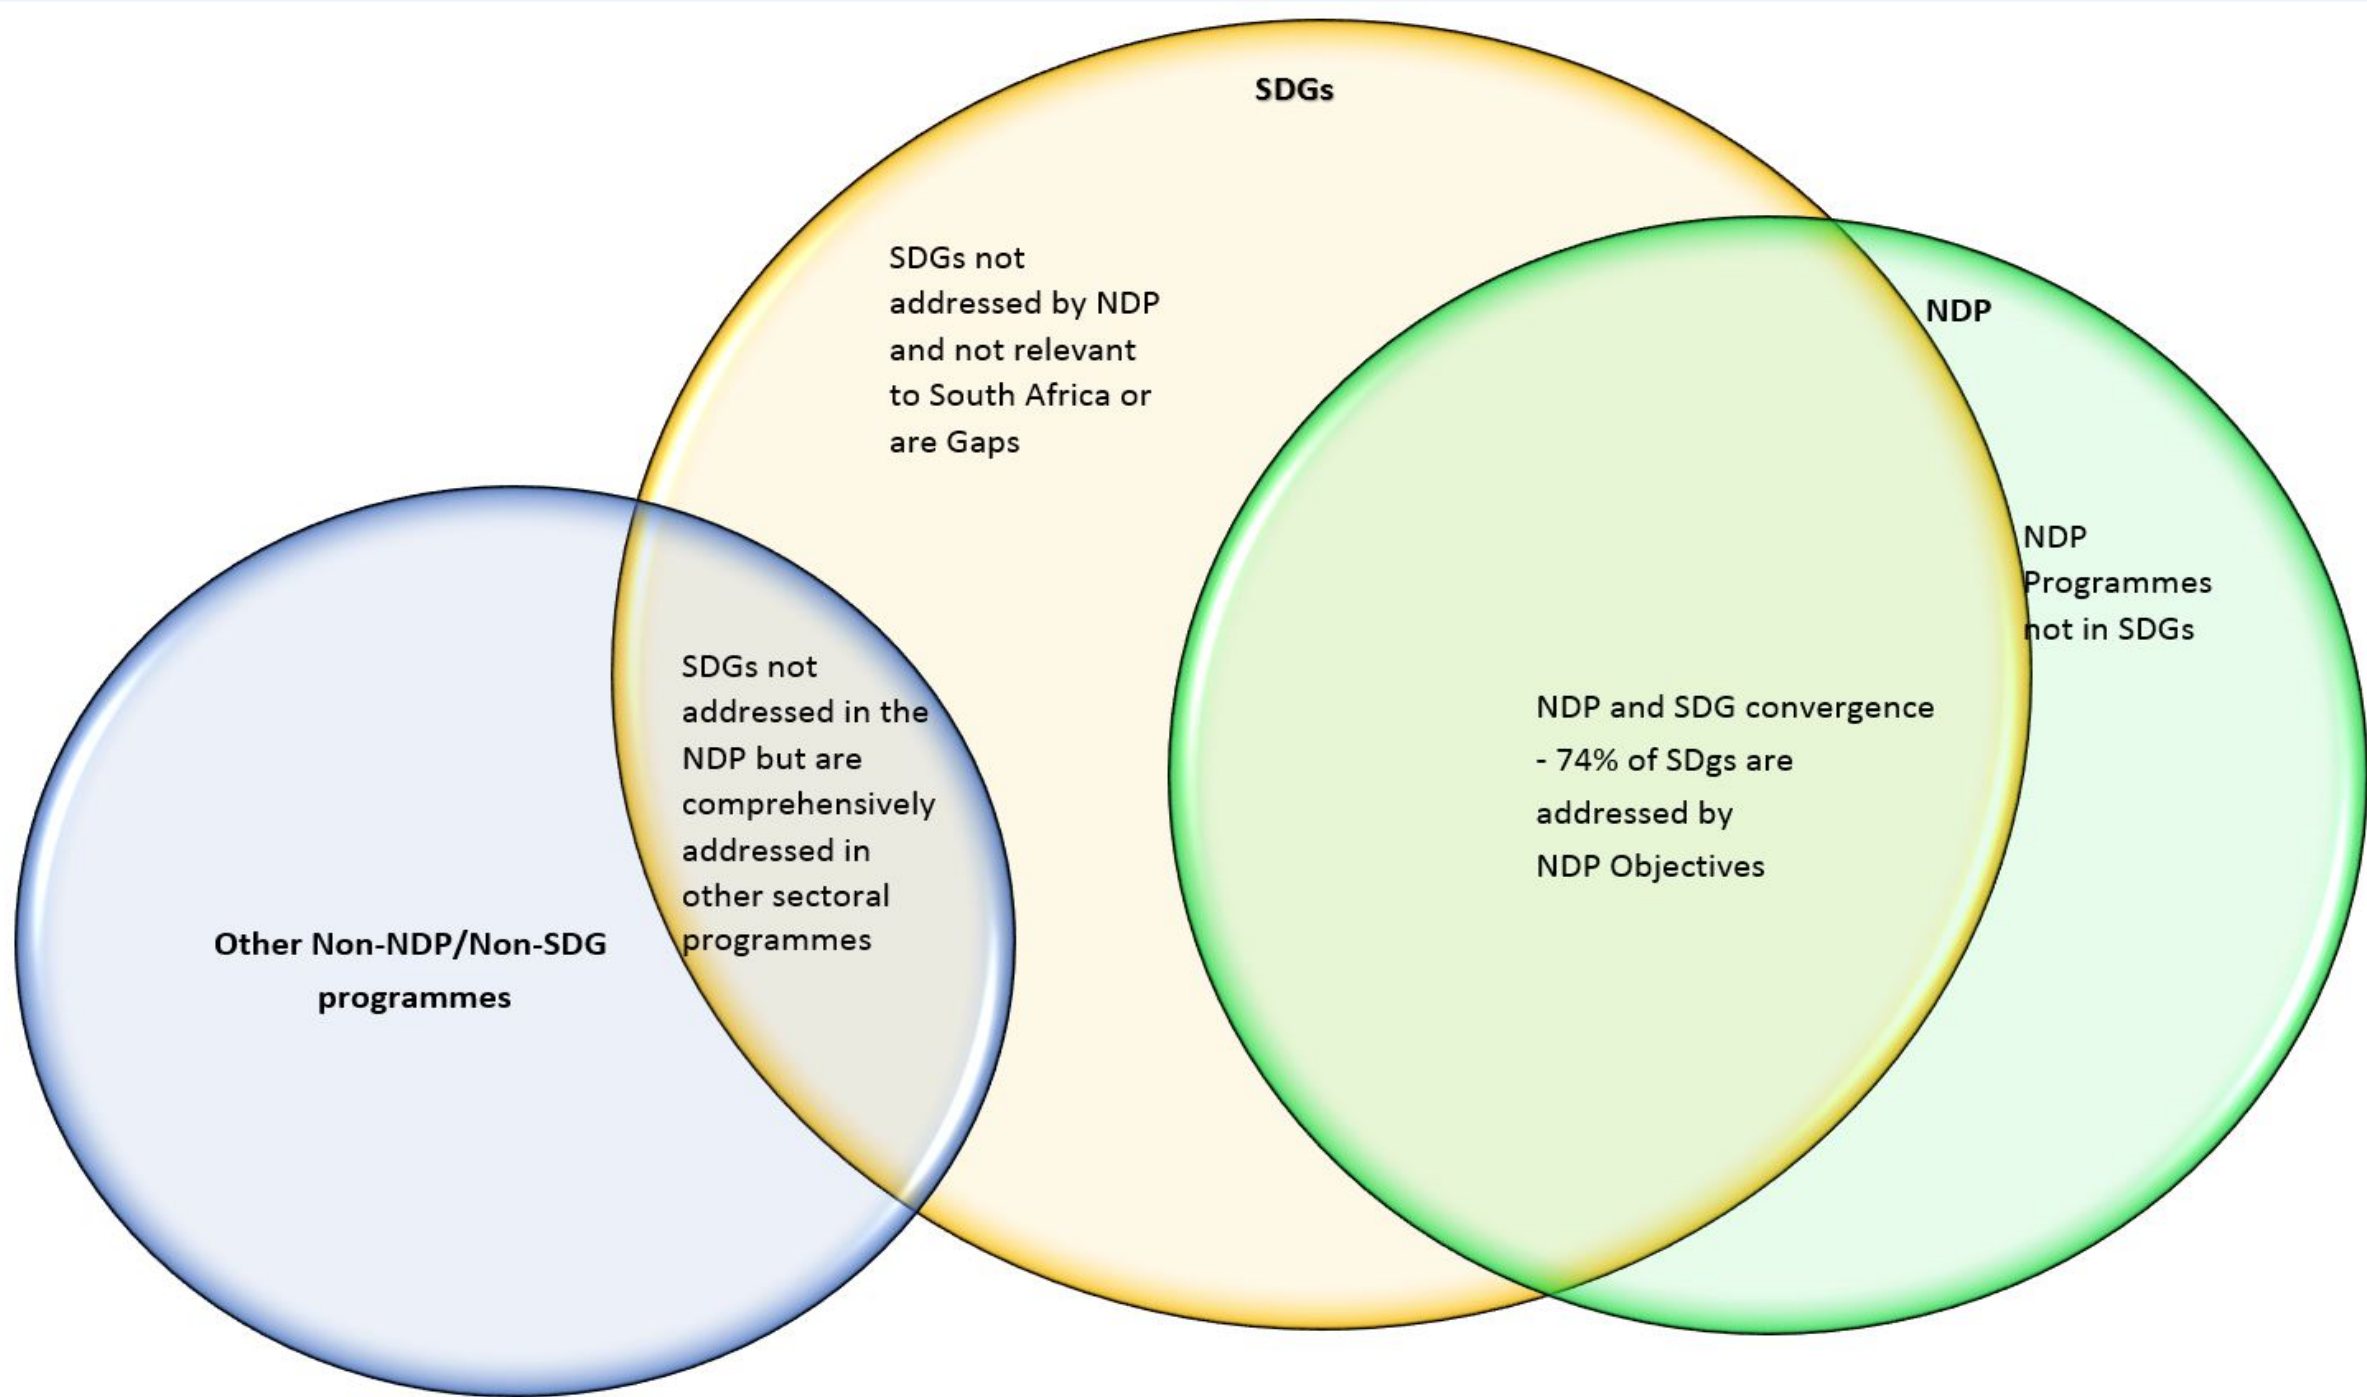 SDGs
SDGs not
addressed by NDP
and not relevant
to South Africa or
are Gaps
NDP
NDP
Programmes
not in SDGs
SDGs not
addressed in the
NDP but are
comprehensively
addressed in
other sectoral
programmes
NDP and SDG convergence
- 74% of SDgs are
addressed by
NDP Objectives
Other Non-NDP/Non-SDG
programmes